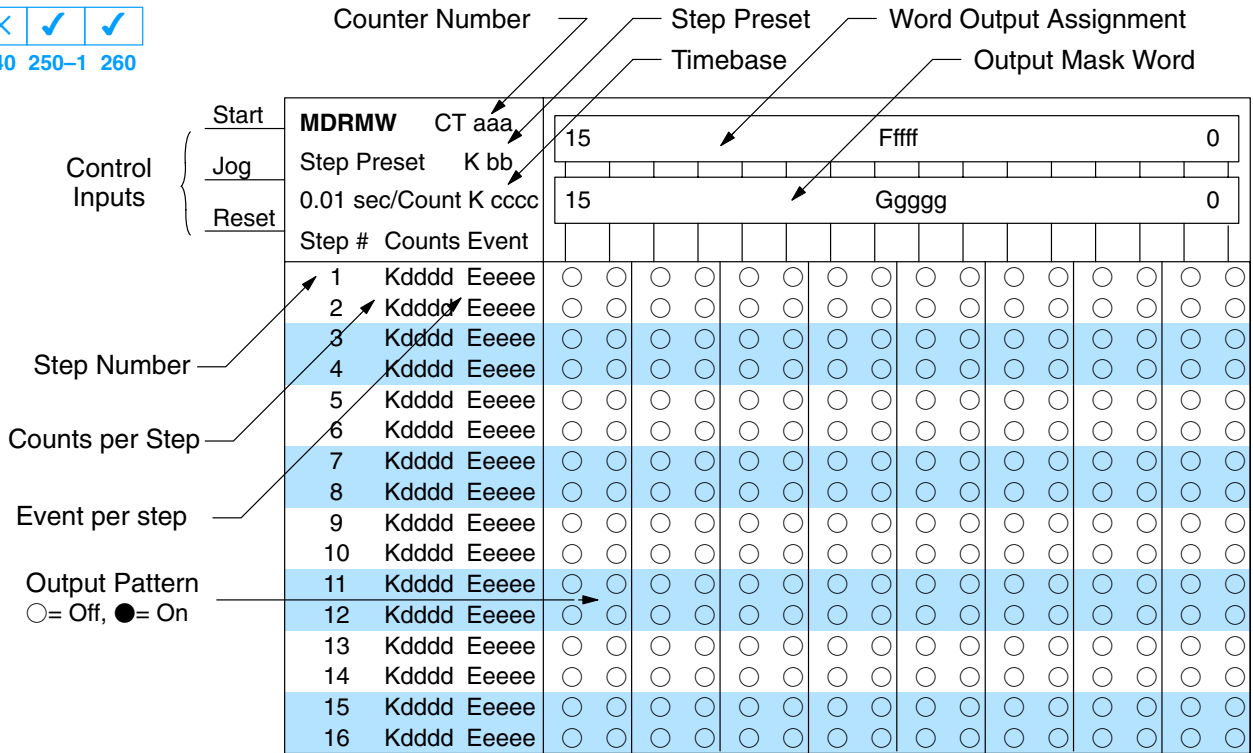 250–1 260
Counter Number
Step Preset
Word Output Assignment
Timebase
Output Mask Word
Control
Inputs
Start
Jog
Reset
MDRMW CT aaa
Step Preset K bb
0.01 sec/Count K cccc
Step # Counts Event
15 Fffff 0
15 Ggggg 0
1 Kdddd Eeeee
2 Kdddd Eeeee
3 Kdddd Eeeee
4 Kdddd Eeeee
5 Kdddd Eeeee
6 Kdddd Eeeee
7 Kdddd Eeeee
8 Kdddd Eeeee
9 Kdddd Eeeee
10 Kdddd Eeeee
11 Kdddd Eeeee
12 Kdddd Eeeee
13 Kdddd Eeeee
14 Kdddd Eeeee
15 Kdddd Eeeee
16 Kdddd Eeeee
Step Number
Counts per Step
Event per step
Output Pattern
○= Off, ●= On